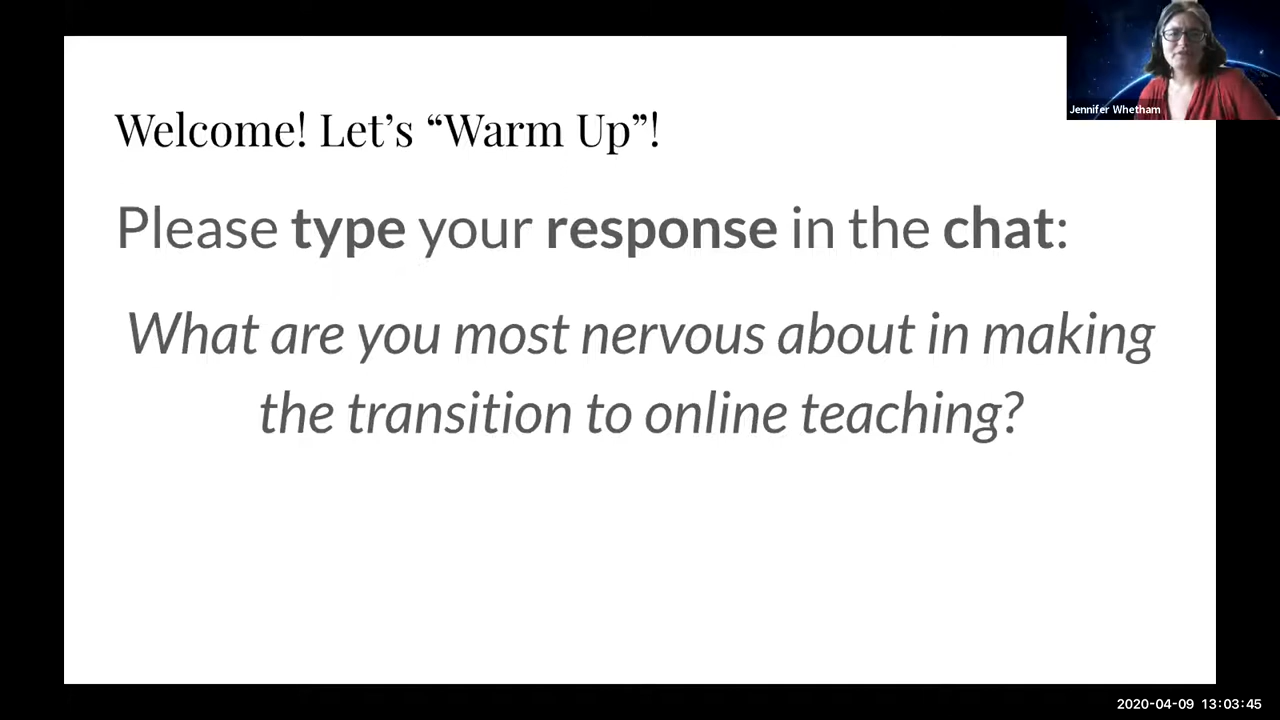 Jennifer Whetham
Welcome! Let’s “Warm Up”!
Please type your response in the chat:
What are you most nervous about in making
the transition to online teaching?
2020-04-09 13:03:45